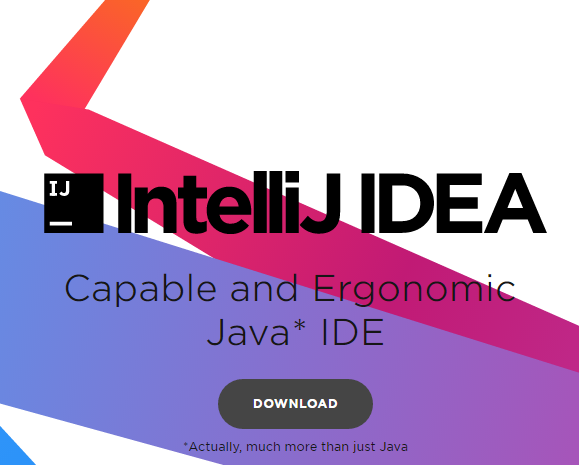 IJ
IntelliJ IDEA
Capable and Ergonomic
Java* IDE
DOWNLOAD
*Actually, much more than just Java